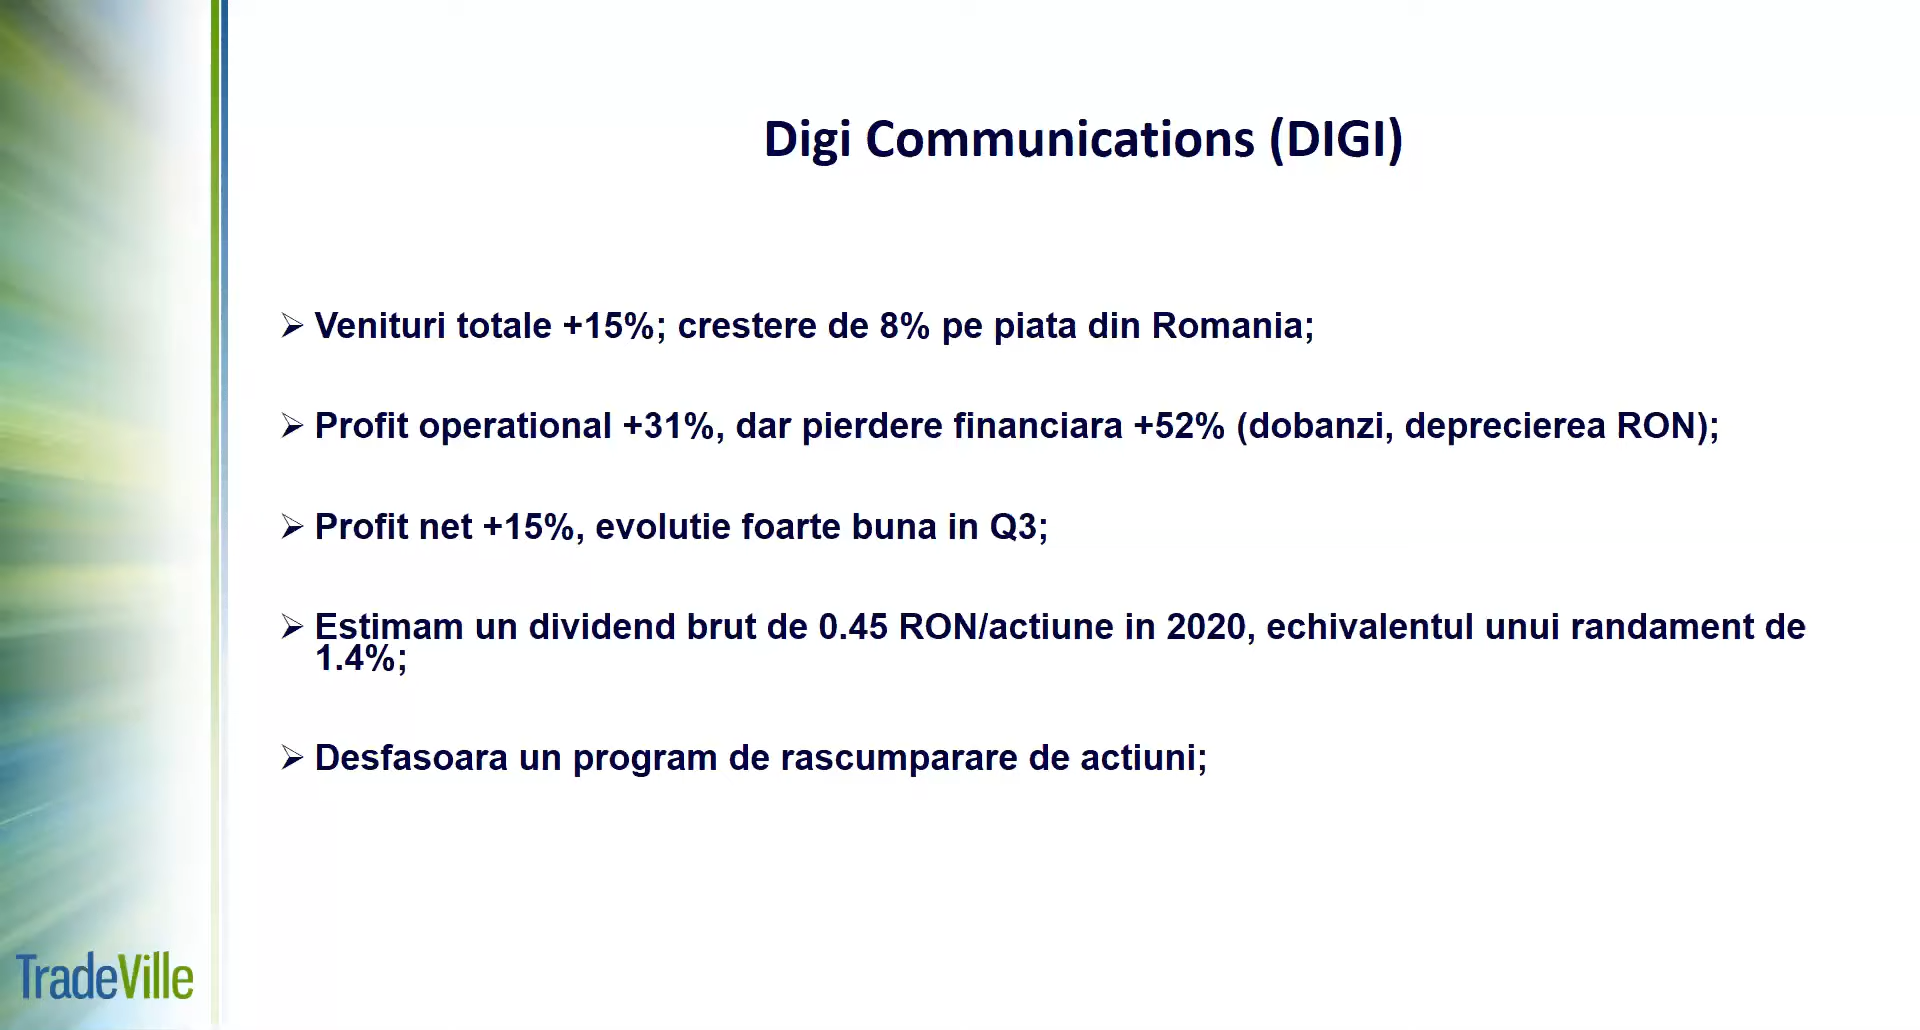 Digi Communications (DIGI)
Venituri totale +15%; crestere de 8% pe piata din Romania;
Profit operational +31%, dar pierdere financiara +52% (dobanzi, deprecierea RON);
Profit net +15%, evolutie foarte buna in Q3;
Estimam un dividend brut de 0.45 RON/actiune in 2020, echivalentul unui randament de
1.4%;
Desfasoara un program de rascumparare de actiuni;
TradeVille